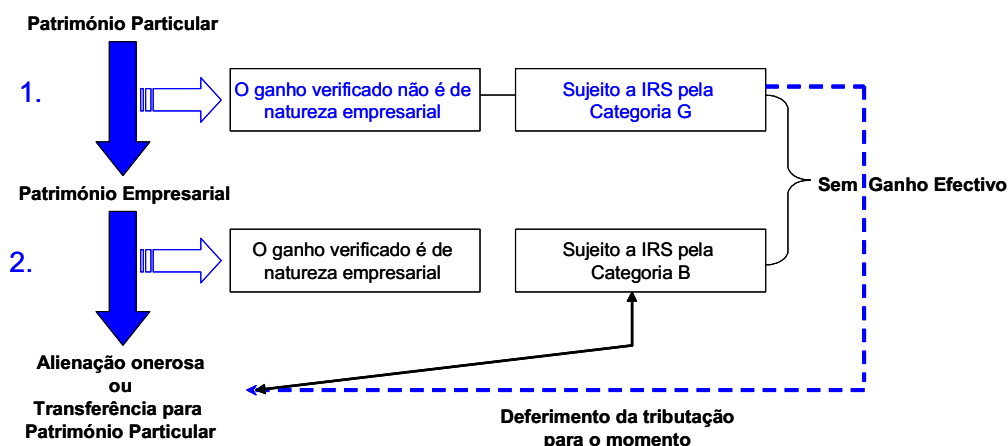 Património Particular
1.
O ganho verificado não é de
natureza empresarial
Sujeito a IRS pela
Categoria G
Património Empresarial
Sem Ganho Efectivo
2.
O ganho verificado é de
natureza empresarial
Sujeito a IRS pela
Categoria B
Alienação onerosa
ou
Transferência para
Património Particular
Deferimento da tributação
para o momento